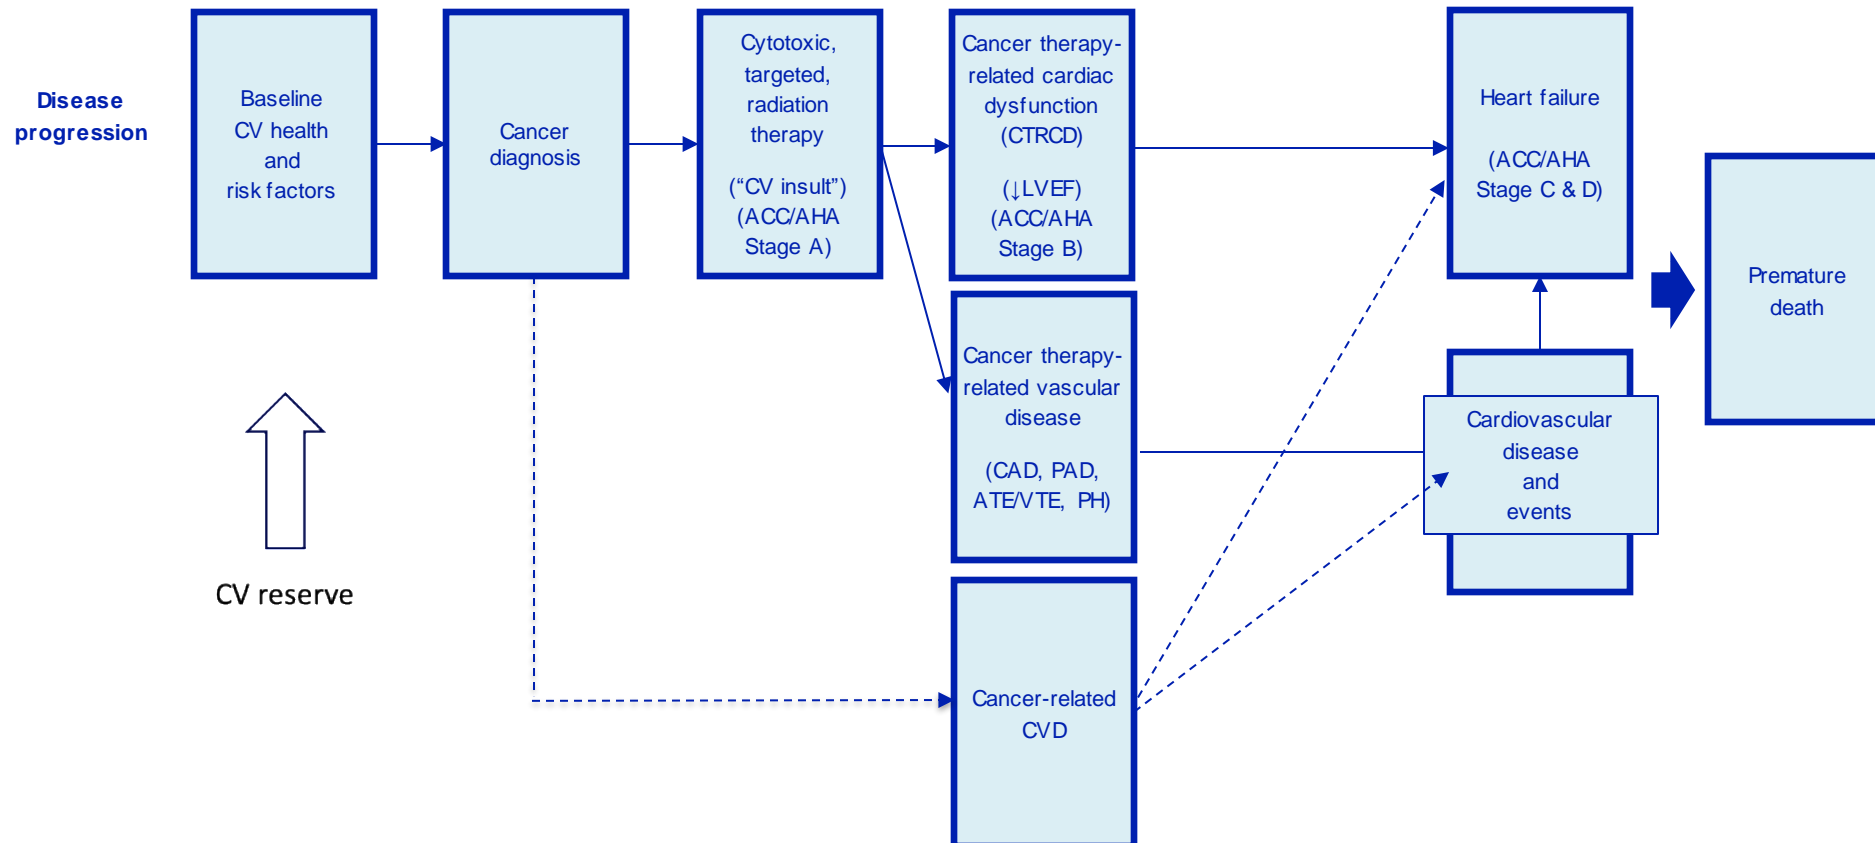 Disease
progression
Baseline
CV health
and
risk factors
Cancer
diagnosis
Cytotoxic,
targeted,
radiation
therapy
(“CV insult”)
(ACC/AHA
Stage A)
Cancer therapy-
related cardiac
dysfunction
(CTRCD)
(↓LVEF)
(ACC/AHA
Stage B)
Heart failure
(ACC/AHA
Stage C & D)
Premature
death
Cancer therapy-
related vascular
disease
(CAD, PAD,
ATE/VTE, PH)
Cardiovascular
disease
and
events
CV reserve
Cancer-related
CVD